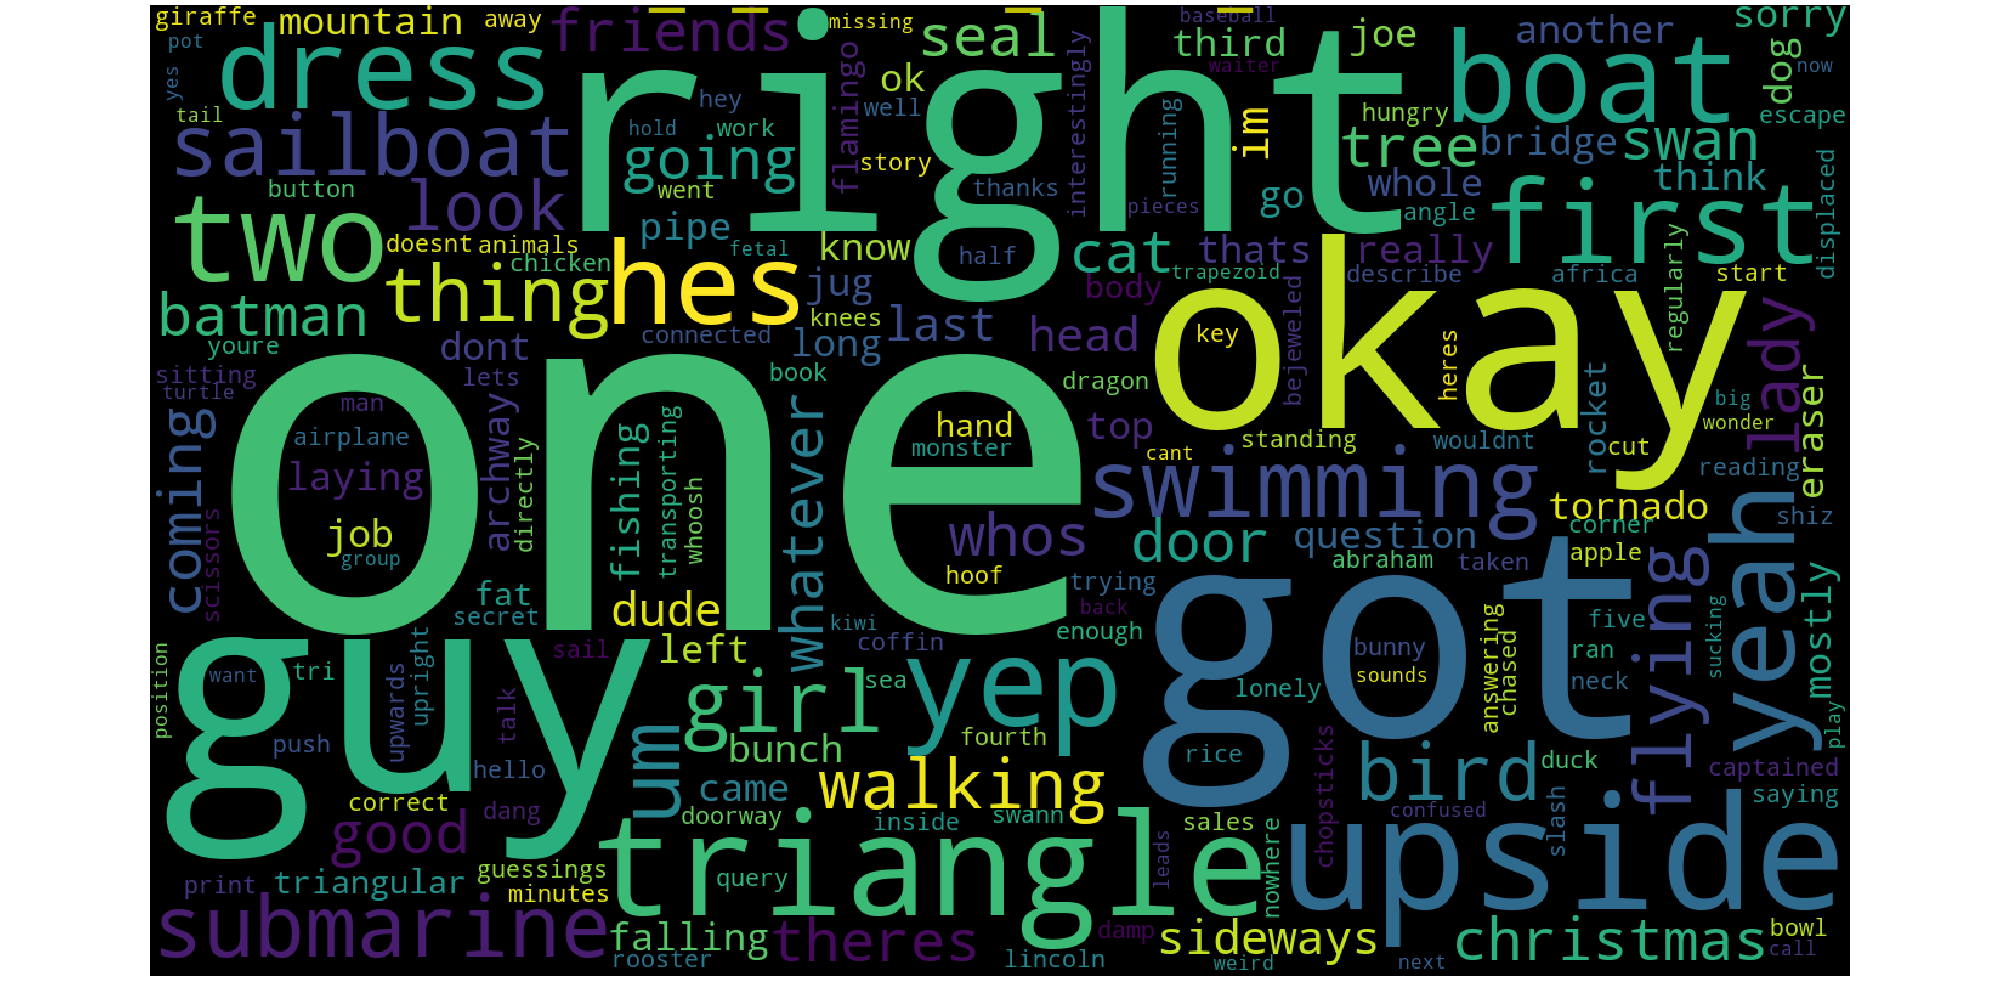 giraffe mountain away friends missing baseball sorry
pot dress right seal third joe another boat dog
yes ok waiter now
tail sailboat hey well hungry escape
hold work going flamingo story interestingly running im tree bridge swan
button look went thanks pieces go whole think
two pipe know half cat angle first displaced
doesnt animals chicken hes fetal thats really regularly
thing jug body trapezoid describe africa start
batman connected knees last head okay key
youre dont long lady
sitting lets book dragon bejeweled heres rocket eraser
turtle man archway one hand top big wonder
coming airplane directly fishing transporting whatever monster standing wouldnt cut
laying cant swimming reading
scissors job whoosh whos door question tornado yeah shiz
group hoof trying abraham taken corner apple
fat dude back
secret kiwi coffin enough got answering chased five flying mostly
guy upright sail left bunny ran sucking
position want tri upwards talk girl sea yep lonely sounds neck play
push um bunch fourth rice chopsticks bird duck
hello came walking captained
correct dang doorway inside swann sales confused slash saying
good triangle nowhere upside
print triangular guessings minutes query leads
submarine falling theres damp sideways christmas bowl
rooster lincoln weird next call